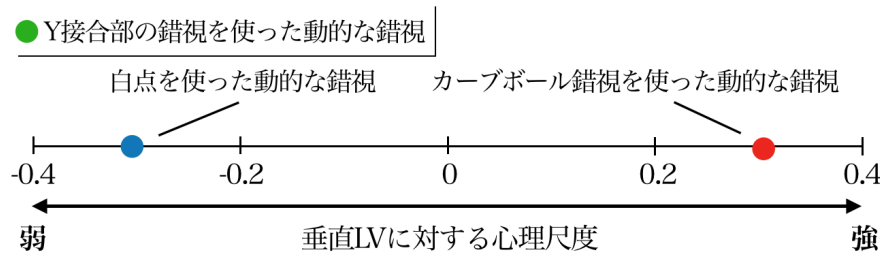 Y接合部の錯視を使った動的な錯視
白点を使った動的な錯視 カーブボール錯視を使った動的な錯視
-0.4 -0.2 0 0.2 0.4
弱 垂直LVに対する心理尺度 強